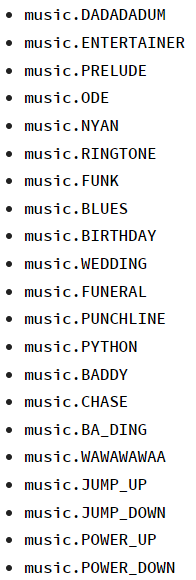 music.DADADADUM
music.ENTERTAINER
music.PRELUDE
music.ODE
music.NYAN
music.RINGTONE
music.FUNK
music.BLUES
music.BIRTHDAY
music.WEDDING
music.FUNERAL
music.PUNCHLINE
music.PYTHON
music.BADDY
music.CHASE
music.BA_DING
music.WAWAWAWAA
music.JUMP_UP
music.JUMP_DOWN
music.POWER_UP
music.POWER_DOWN